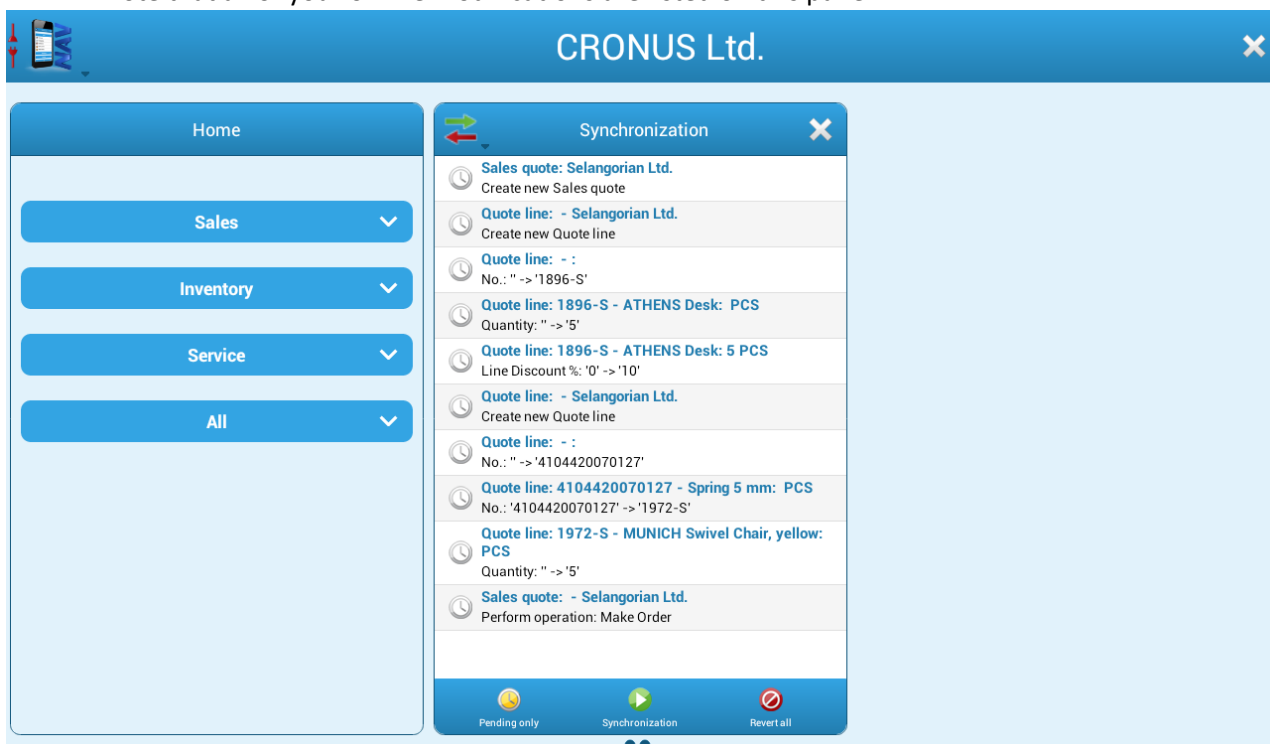 CRONUS Ltd.
NAV
Home
Sales
Inventory
Service
All
Synchronization
Sales quote: Selangorian Ltd.
Create new Sales quote
Quote line:  - Selangorian Ltd.
Create new Quote line
Quote line:  - :
No.: '' -> '1896-S'
Quote line: 1896-S - ATHENS Desk:  PCS
Quantity: '' -> '5'
Quote line: 1896-S - ATHENS Desk: 5 PCS
Line Discount %: '0' -> '10'
Quote line:  - Selangorian Ltd.
Create new Quote line
Quote line:  - :
No.: '' -> '4104420070127'
Quote line: 4104420070127 - Spring 5 mm:  PCS
No.: '4104420070127' -> '1972-S'
Quote line: 1972-S - MUNICH Swivel Chair, yellow:
PCS
Quantity: '' -> '5'
Sales quote:  - Selangorian Ltd.
Perform operation: Make Order
Pending only
Synchronization
Revert all